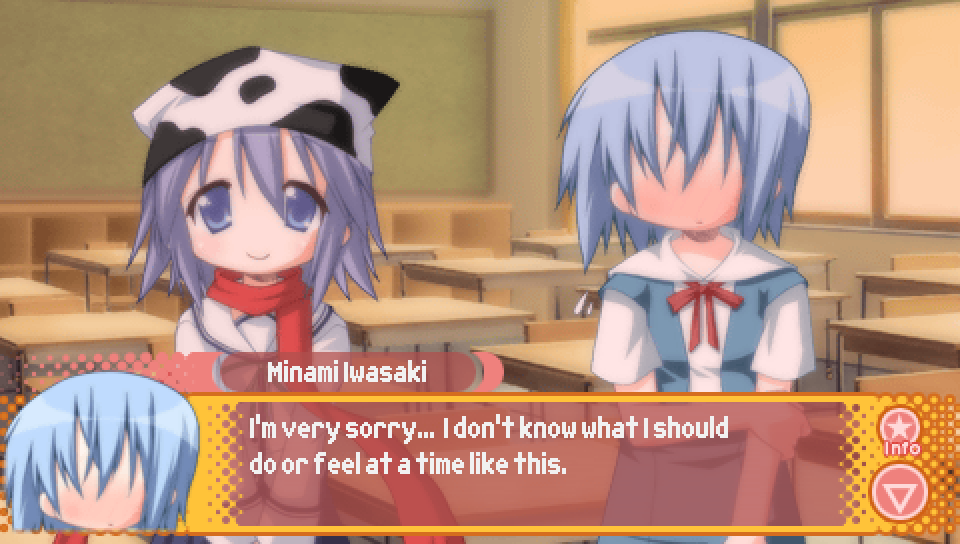 Minami Iwasaki
I'm very sorry... I don't know what I should
do or feel at a time like this.
Info